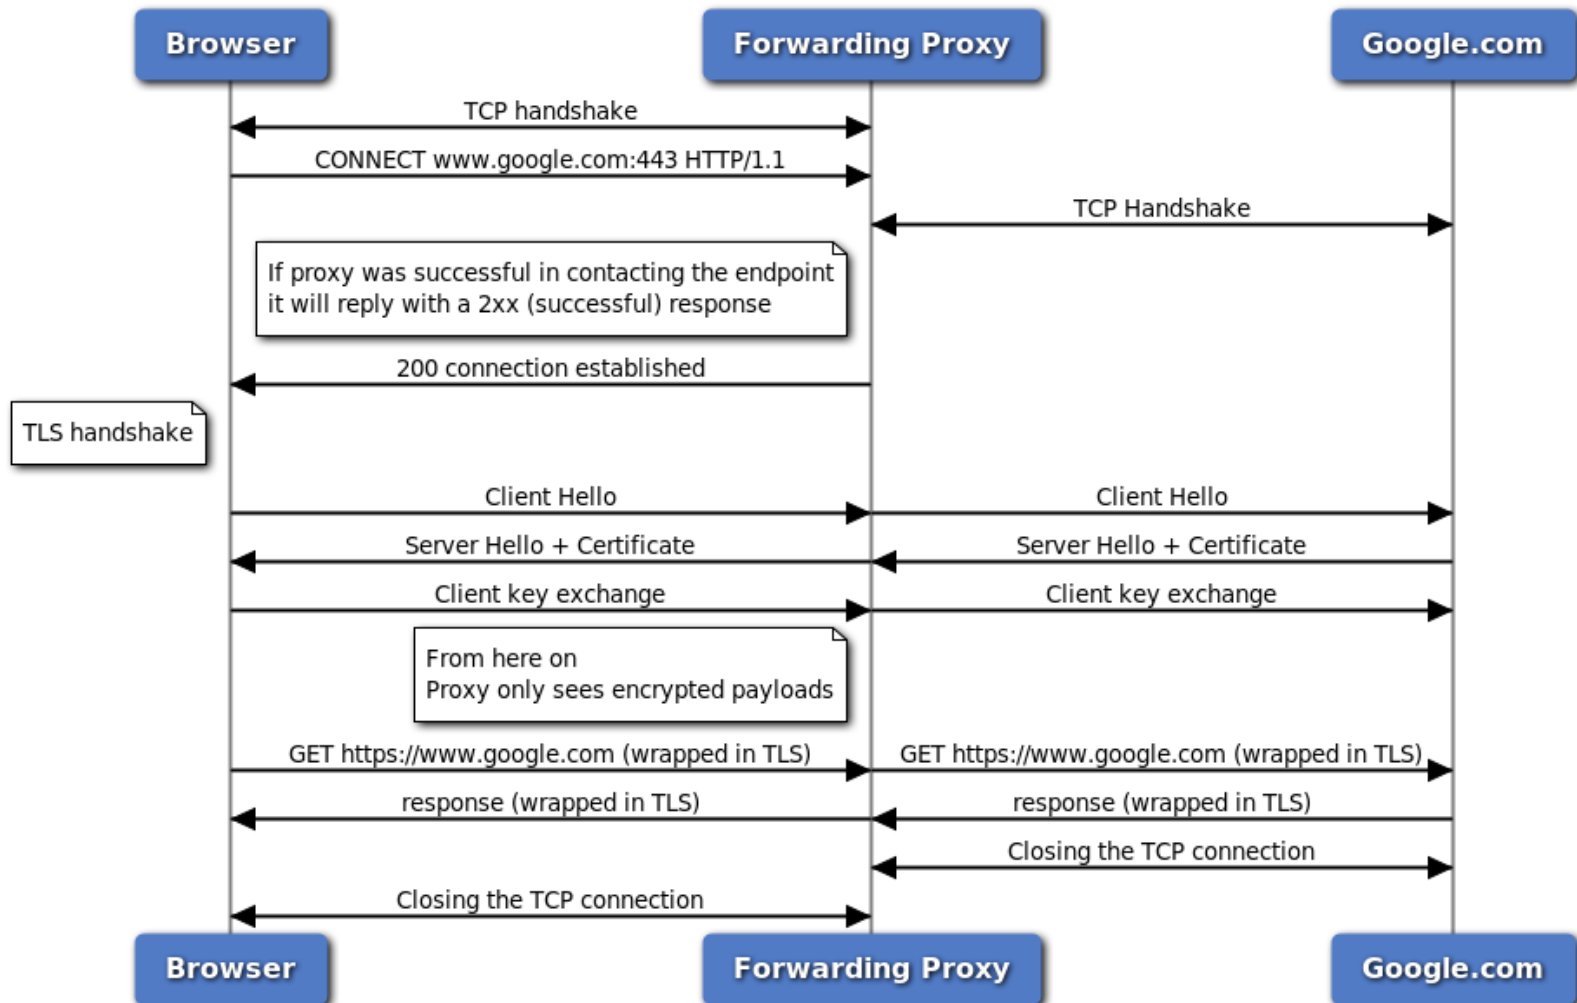 Browser
Forwarding Proxy
Google.com
TCP handshake
CONNECT www.google.com:443 HTTP/1.1
TCP Handshake
If proxy was successful in contacting the endpoint
it will reply with a 2xx (successful) response
200 connection established
TLS handshake
Client Hello
Client Hello
Server Hello + Certificate
Server Hello + Certificate
Client key exchange
Client key exchange
From here on
Proxy only sees encrypted payloads
GET https://www.google.com (wrapped in TLS)
GET https://www.google.com (wrapped in TLS)
response (wrapped in TLS)
response (wrapped in TLS)
Closing the TCP connection
Closing the TCP connection
Browser
Forwarding Proxy
Google.com